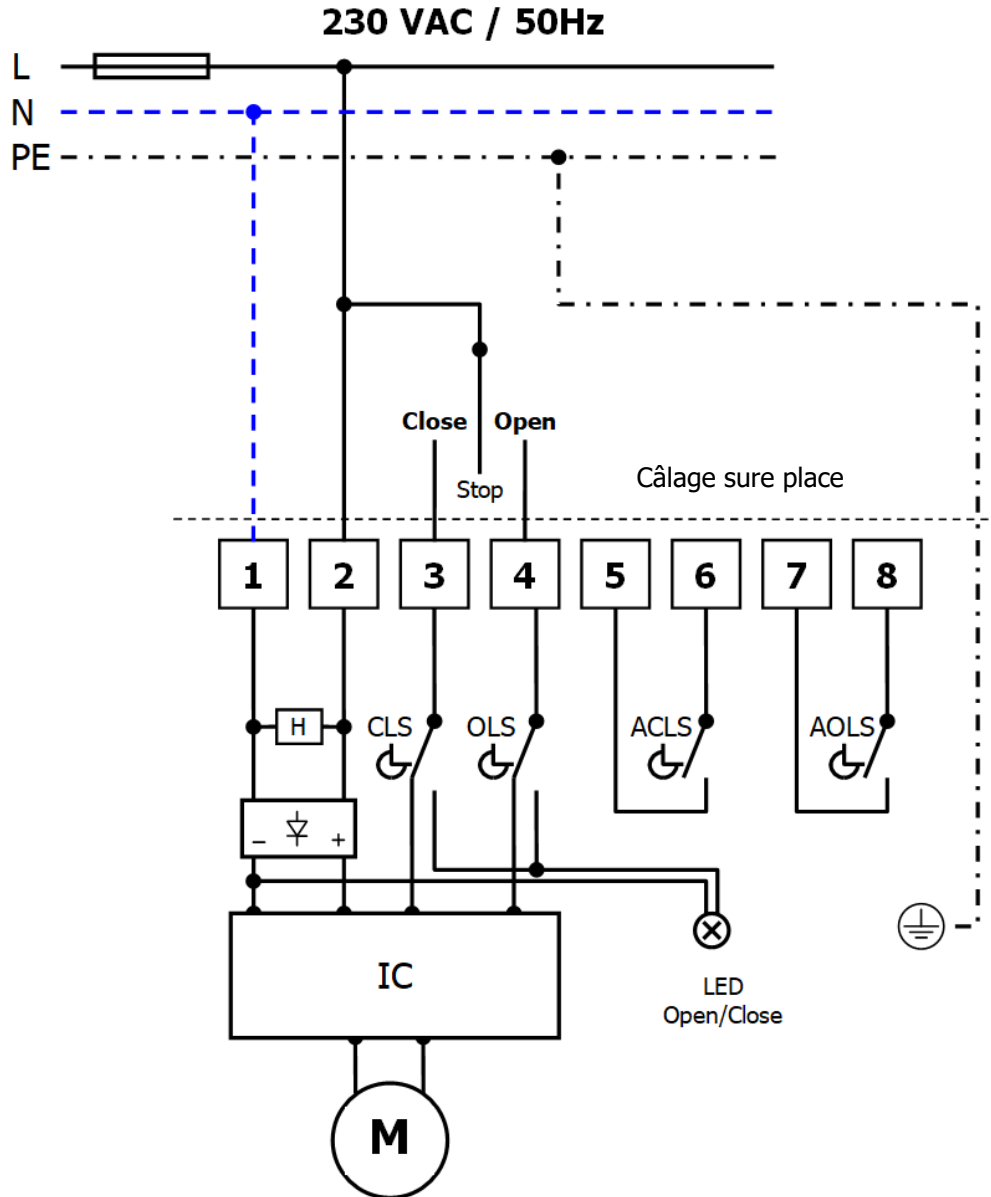 230 VAC / 50Hz
L
N
PE
Close Open
Stop
Câlage sure place
1 2 3 4 5 6 7 8
H CLS OLS ACLS AOLS
– +
IC
LED
Open/Close
M